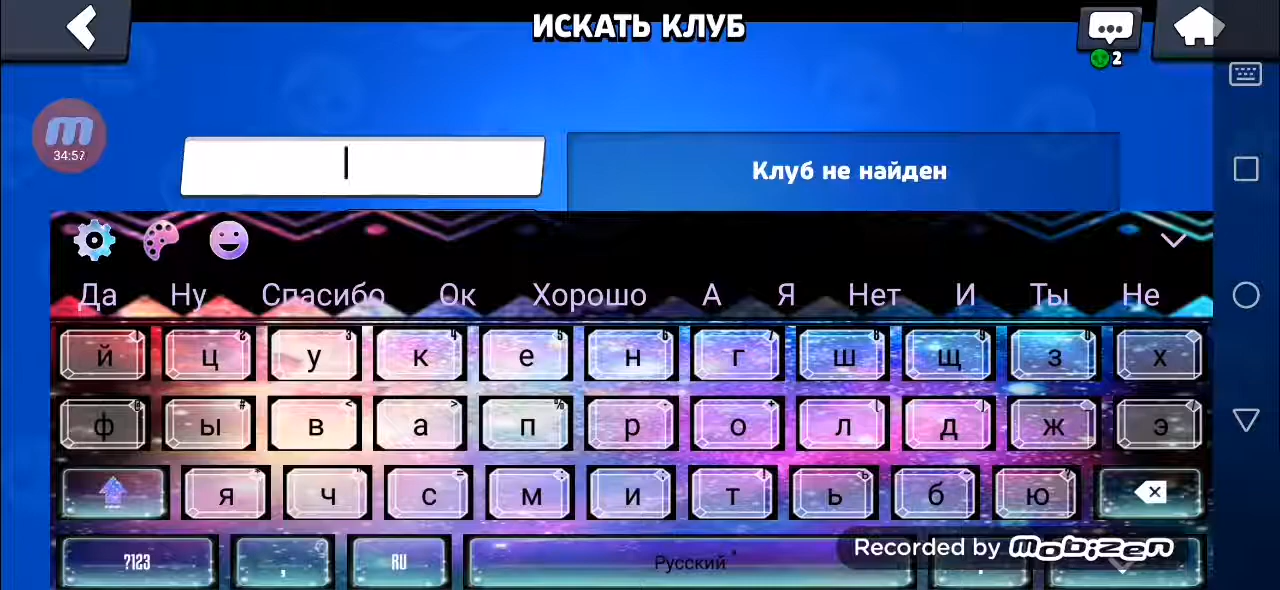 ИСКАТЬ КЛУБ
2
m
34:57
Клуб не найден
Да Ну Спасибо Ок Хорошо А Я Нет И Ты Не
й ц у к е н г ш щ з х
ф ы в а п р о л д ж э
я ч с м и т ь б ю
?123 , RU Русский .
Recorded by mobizen